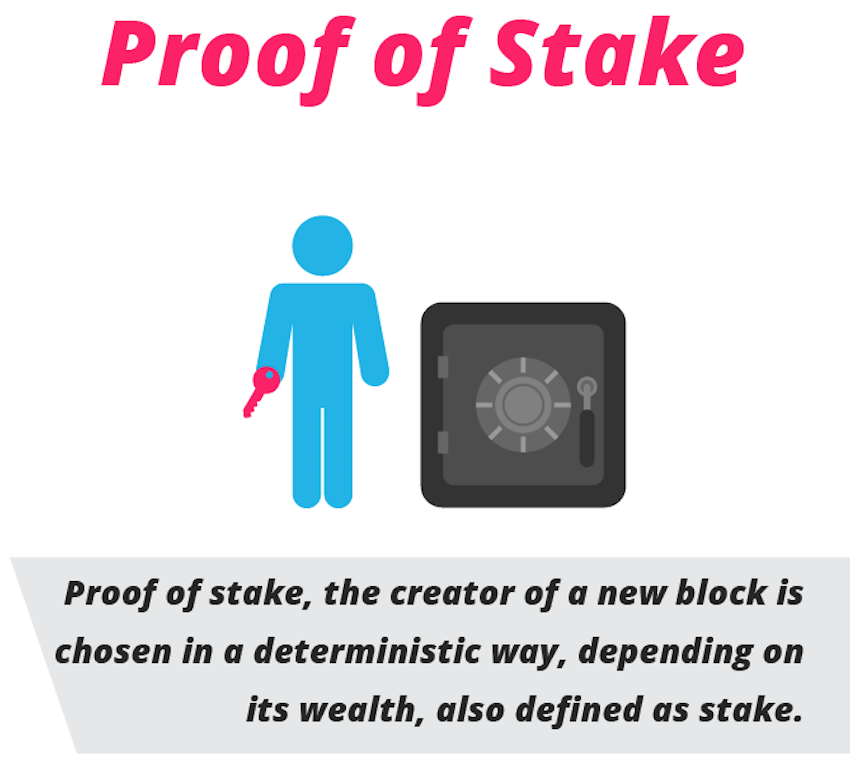 Proof of Stake
Proof of stake, the creator of a new block is
chosen in a deterministic way, depending on
its wealth, also defined as stake.